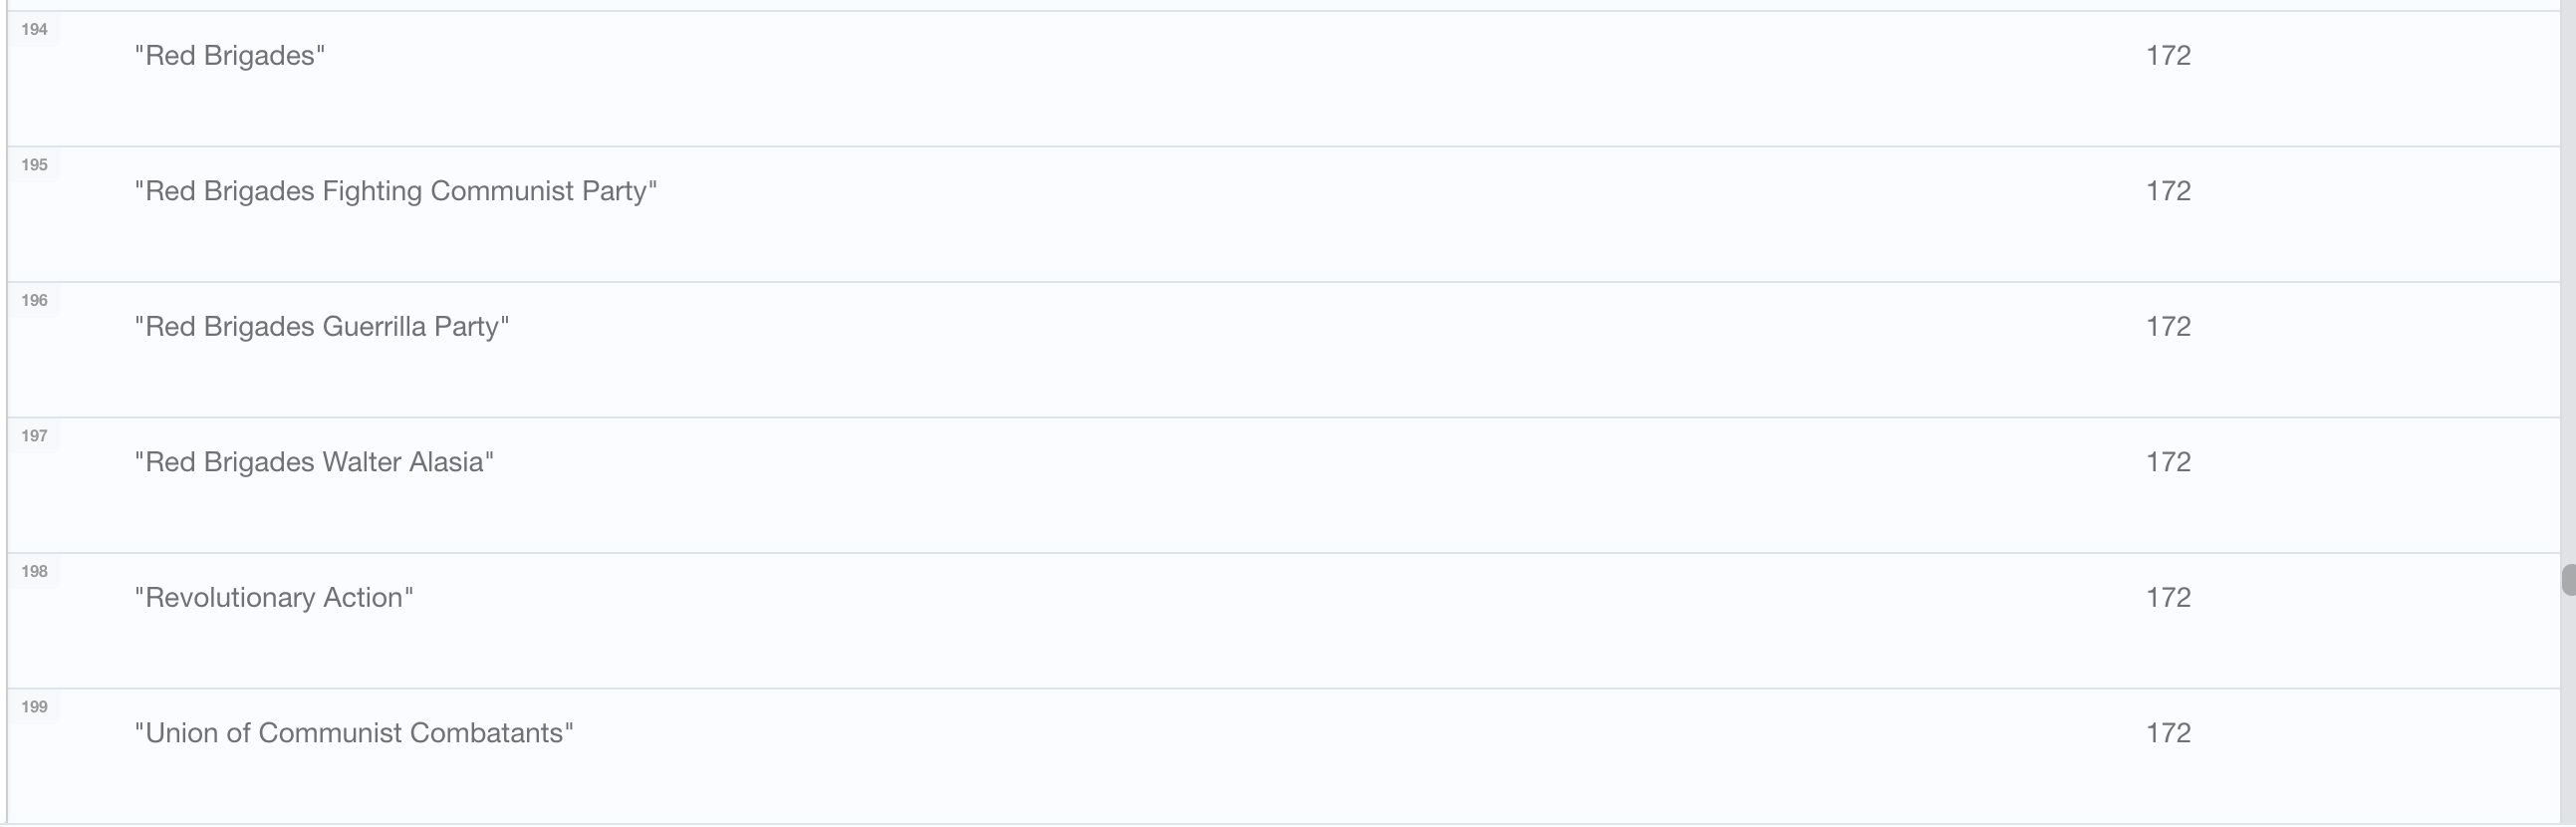 194
"Red Brigades" 172
195
"Red Brigades Fighting Communist Party" 172
196
"Red Brigades Guerrilla Party" 172
197
"Red Brigades Walter Alasia" 172
198
"Revolutionary Action" 172
199
"Union of Communist Combatants" 172